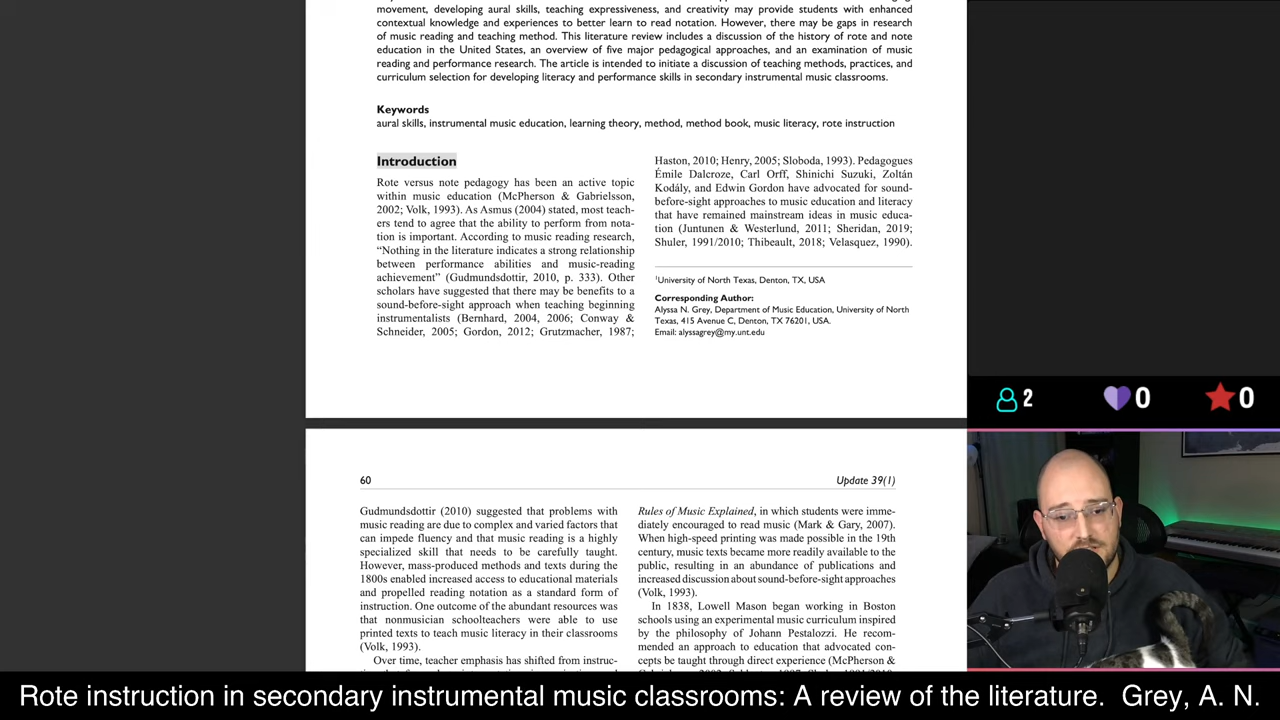 movement, developing aural skills, teaching expressiveness, and creativity may provide students with enhanced
contextual knowledge and experiences to better learn to read notation. However, there may be gaps in research
of music reading and teaching method. This literature review includes a discussion of the history of rote and note
education in the United States, an overview of five major pedagogical approaches, and an examination of music
reading and performance research. The article is intended to initiate a discussion of teaching methods, practices, and
curriculum selection for developing literacy and performance skills in secondary instrumental music classrooms.
Keywords
aural skills, instrumental music education, learning theory, method, method book, music literacy, rote instruction
Introduction
Rote versus note pedagogy has been an active topic
within music education (McPherson & Gabrielsson,
2002; Volk, 1993). As Asmus (2004) stated, most teach-
ers tend to agree that the ability to perform from nota-
tion is important. According to music reading research,
“Nothing in the literature indicates a strong relationship
between performance abilities and music-reading
achievement” (Gudmundsdottir, 2010, p. 333). Other
scholars have suggested that there may be benefits to a
sound-before-sight approach when teaching beginning
instrumentalists (Bernhard, 2004, 2006; Conway &
Schneider, 2005; Gordon, 2012; Grutzmacher, 1987;
Haston, 2010; Henry, 2005; Sloboda, 1993). Pedagogues
Émile Dalcroze, Carl Orff, Shinichi Suzuki, Zoltán
Kodály, and Edwin Gordon have advocated for sound-
before-sight approaches to music education and literacy
that have remained mainstream ideas in music educa-
tion (Juntunen & Westerlund, 2011; Sheridan, 2019;
Shuler, 1991/2010; Thibeault, 2018; Velasquez, 1990).
1University of North Texas, Denton, TX, USA
Corresponding Author:
Alyssa N. Grey, Department of Music Education, University of North
Texas, 415 Avenue C, Denton, TX 76201, USA.
Email: alyssagrey@my.unt.edu
2
0
0
60
Update 39(1)
Gudmundsdottir (2010) suggested that problems with
music reading are due to complex and varied factors that
can impede fluency and that music reading is a highly
specialized skill that needs to be carefully taught.
However, mass-produced methods and texts during the
1800s enabled increased access to educational materials
and propelled reading notation as a standard form of
instruction. One outcome of the abundant resources was
that nonmusician schoolteachers were able to use
printed texts to teach music literacy in their classrooms
(Volk, 1993).
Over time, teacher emphasis has shifted from instruc-
Rules of Music Explained, in which students were imme-
diately encouraged to read music (Mark & Gary, 2007).
When high-speed printing was made possible in the 19th
century, music texts became more readily available to the
public, resulting in an abundance of publications and
increased discussion about sound-before-sight approaches
(Volk, 1993).
In 1838, Lowell Mason began working in Boston
schools using an experimental music curriculum inspired
by the philosophy of Johann Pestalozzi. He recom-
mended an approach to education that advocated con-
cepts be taught through direct experience (McPherson &
Rote instruction in secondary instrumental music classrooms: A review of the literature. Grey, A. N.